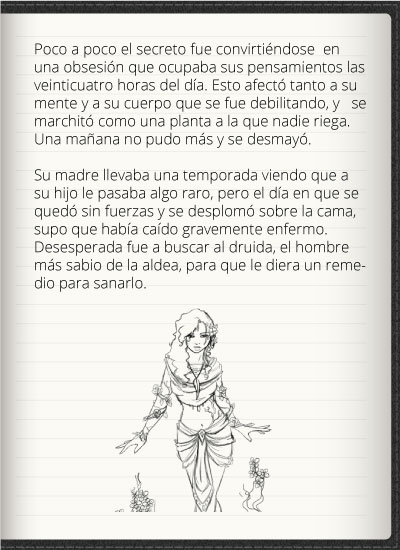 Poco a poco el secreto fue convirtiéndose en
una obsesión que ocupaba sus pensamientos las
veinticuatro horas del día. Esto afectó tanto a su
mente y a su cuerpo que se fue debilitando, y se
marchitó como una planta a la que nadie riega.
Una mañana no pudo más y se desmayó.
Su madre llevaba una temporada viendo que a
su hijo le pasaba algo raro, pero el día en que se
quedó sin fuerzas y se desplomó sobre la cama,
supo que había caído gravemente enfermo.
Desesperada fue a buscar al druida, el hombre
más sabio de la aldea, para que le diera un reme-
dio para sanarlo.